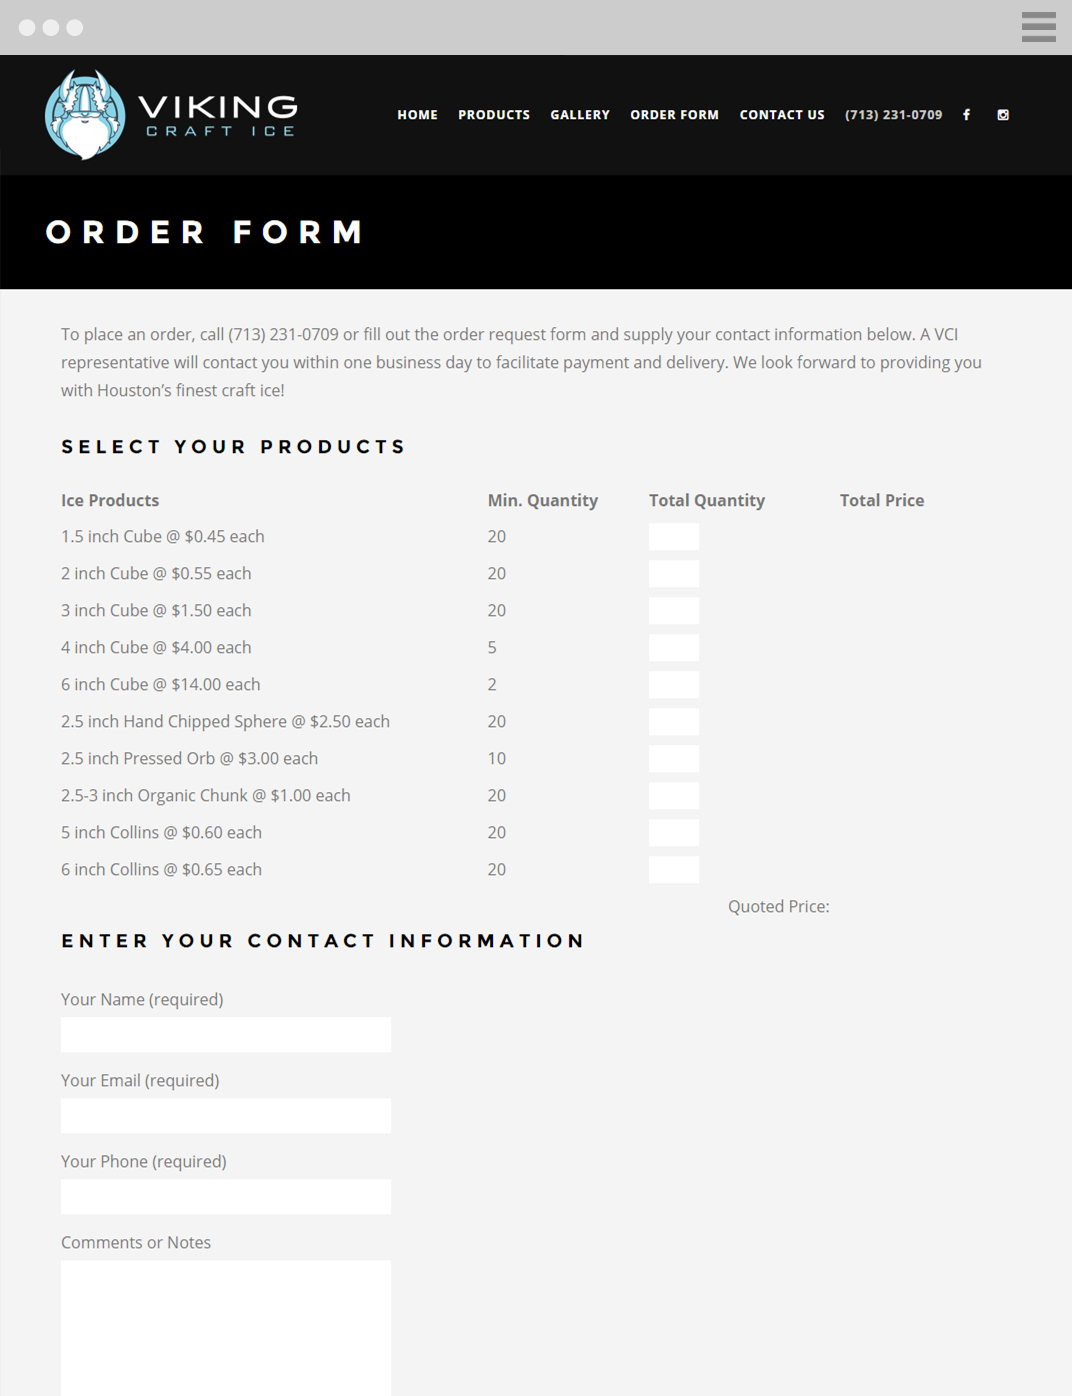 VIKING
CRAFT ICE
HOME PRODUCTS GALLERY ORDER FORM CONTACT US (713) 231-0709
ORDER FORM
To place an order, call (713) 231-0709 or fill out the order request form and supply your contact information below. A VCI
representative will contact you within one business day to facilitate payment and delivery. We look forward to providing you
with Houston’s finest craft ice!
SELECT YOUR PRODUCTS
Ice Products Min. Quantity Total Quantity Total Price
1.5 inch Cube @ $0.45 each 20
2 inch Cube @ $0.55 each 20
3 inch Cube @ $1.50 each 20
4 inch Cube @ $4.00 each 5
6 inch Cube @ $14.00 each 2
2.5 inch Hand Chipped Sphere @ $2.50 each 20
2.5 inch Pressed Orb @ $3.00 each 10
2.5-3 inch Organic Chunk @ $1.00 each 20
5 inch Collins @ $0.60 each 20
6 inch Collins @ $0.65 each 20
Quoted Price:
ENTER YOUR CONTACT INFORMATION
Your Name (required)
Your Email (required)
Your Phone (required)
Comments or Notes